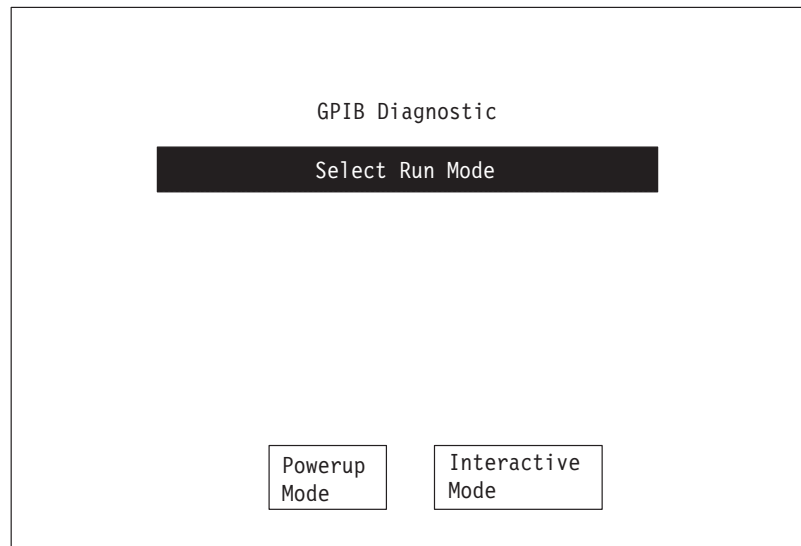 GPIB Diagnostic
Select Run Mode
Powerup
Mode
Interactive
Mode